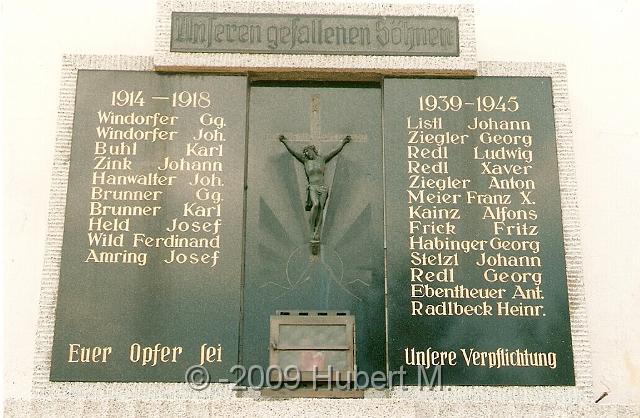 Unseren gefallenen Söhnen
1914 – 1918
Windorfer Gg.
Windorfer Joh.
Buhl Karl
Zink Johann
Hanwalter Joh.
Brunner Gg.
Brunner Karl
Held Josef
Wild Ferdinand
Amring Josef
Euer Opfer sei
1939-1945
Listl Johann
Ziegler Georg
Redl Ludwig
Redl Xaver
Ziegler Anton
Meier Franz X.
Kainz Alfons
Frick Fritz
Habinger Georg
Stelzl Johann
Redl Georg
Ebentheuer Ant.
Radlbeck Heinr.
Unsere Verpflichtung
© -2009 Hubert M.